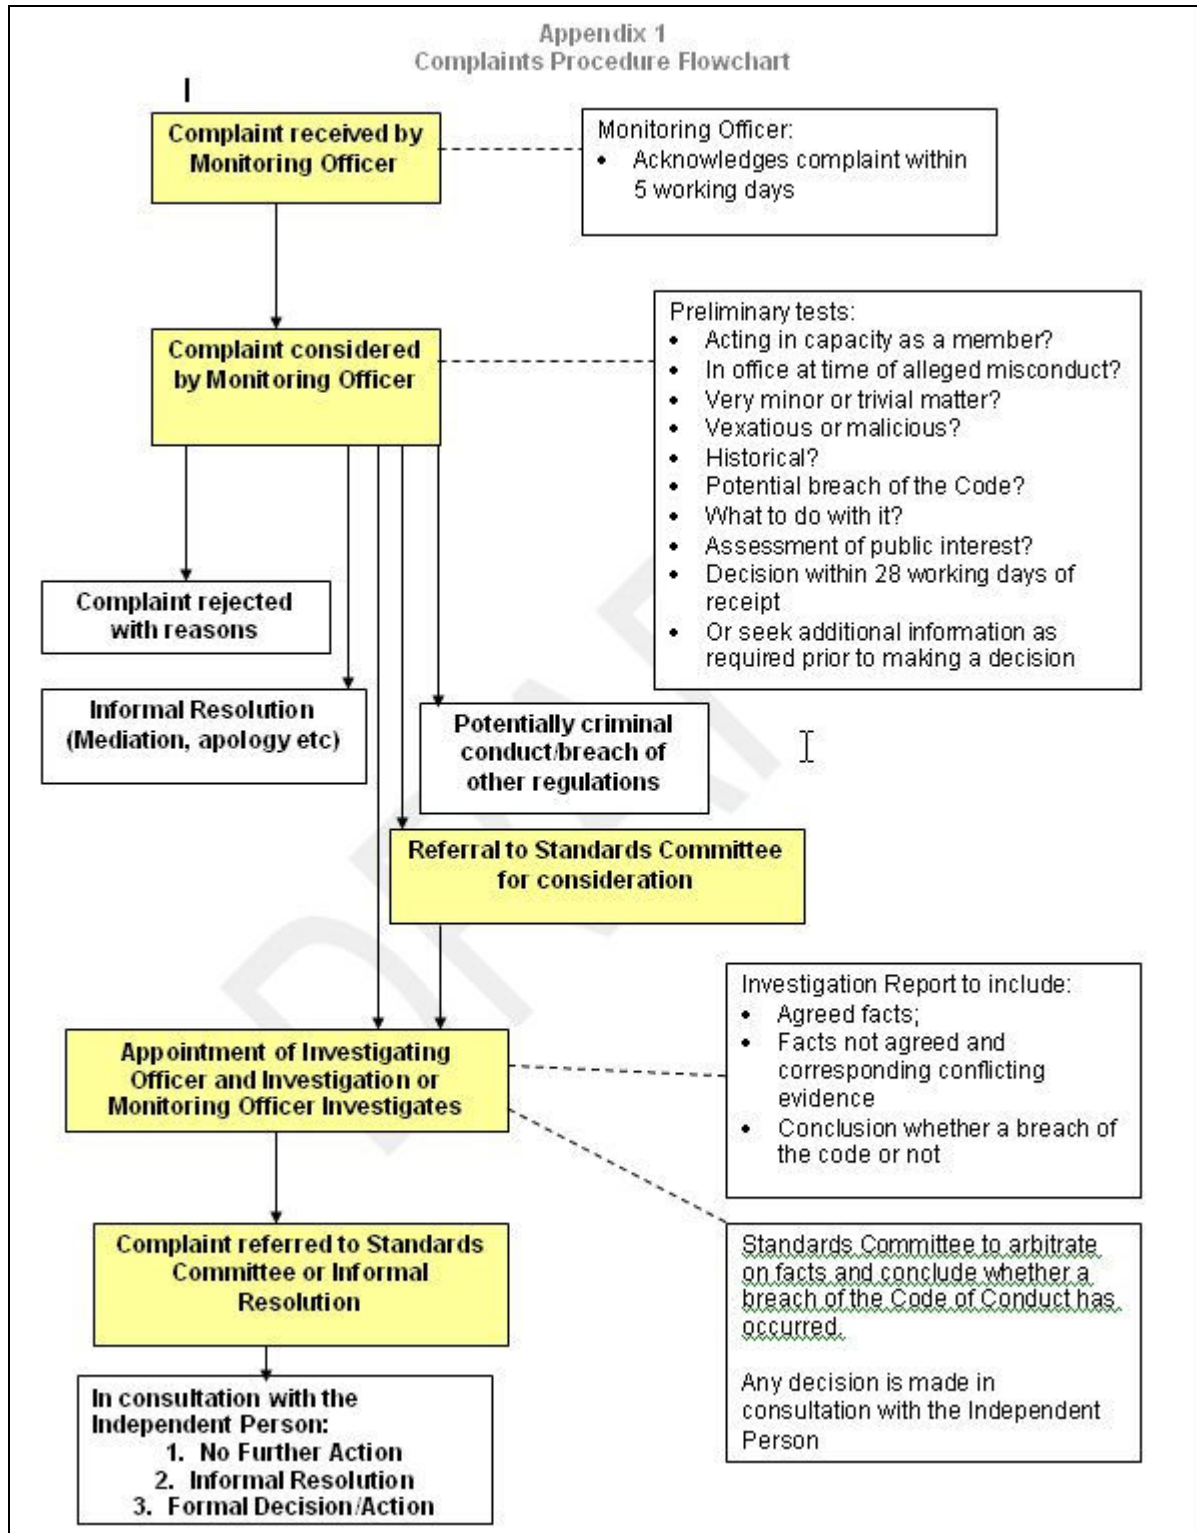 Appendix 1
Complaints Procedure Flowchart
Complaint received by
Monitoring Officer
Monitoring Officer:
• Acknowledges complaint within
5 working days
Complaint considered
by Monitoring Officer
Preliminary tests:
• Acting in capacity as a member?
• In office at time of alleged misconduct?
• Very minor or trivial matter?
• Vexatious or malicious?
• Historical?
• Potential breach of the Code?
• What to do with it?
• Assessment of public interest?
• Decision within 28 working days of
receipt
• Or seek additional information as
required prior to making a decision
Complaint rejected
with reasons
Informal Resolution
(Mediation, apology etc)
Potentially criminal
conduct/breach of
other regulations
Referral to Standards Committee
for consideration
Appointment of Investigating
Officer and Investigation or
Monitoring Officer Investigates
Investigation Report to include:
• Agreed facts;
• Facts not agreed and
corresponding conflicting
evidence
• Conclusion whether a breach of
the code or not
Complaint referred to Standards
Committee or Informal
Resolution
Standards Committee to arbitrate
on facts and conclude whether a
breach of the Code of Conduct has
occurred.
Any decision is made in
consultation with the Independent
Person
In consultation with the
Independent Person:
1. No Further Action
2. Informal Resolution
3. Formal Decision/Action
DRAFT